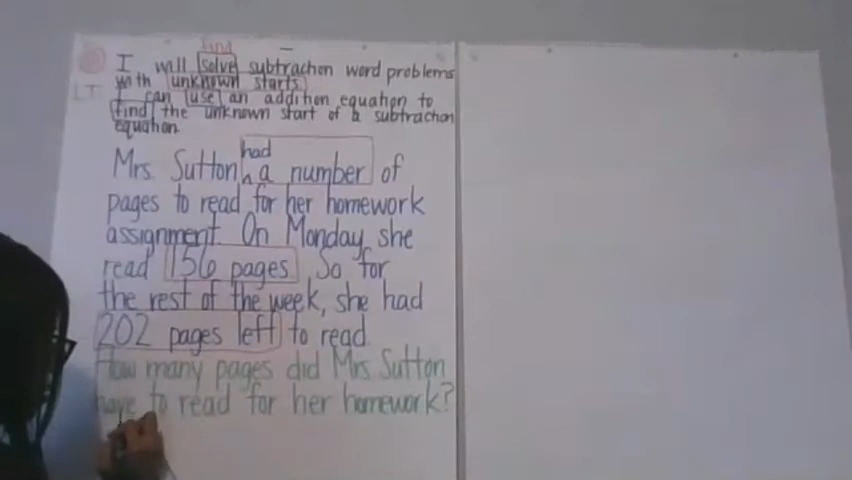 find
I will solve subtraction word problems
with unknown starts.
LT:
I can use an addition equation to
find the unknown start of a subtraction
equation.
had
Mrs. Sutton ^ a number of
pages to read for her homework
assignment. On Monday, she
read 156 pages. So for
the rest of the week, she had
202 pages left to read.
How many pages did Mrs. Sutton
have to read for her homework?